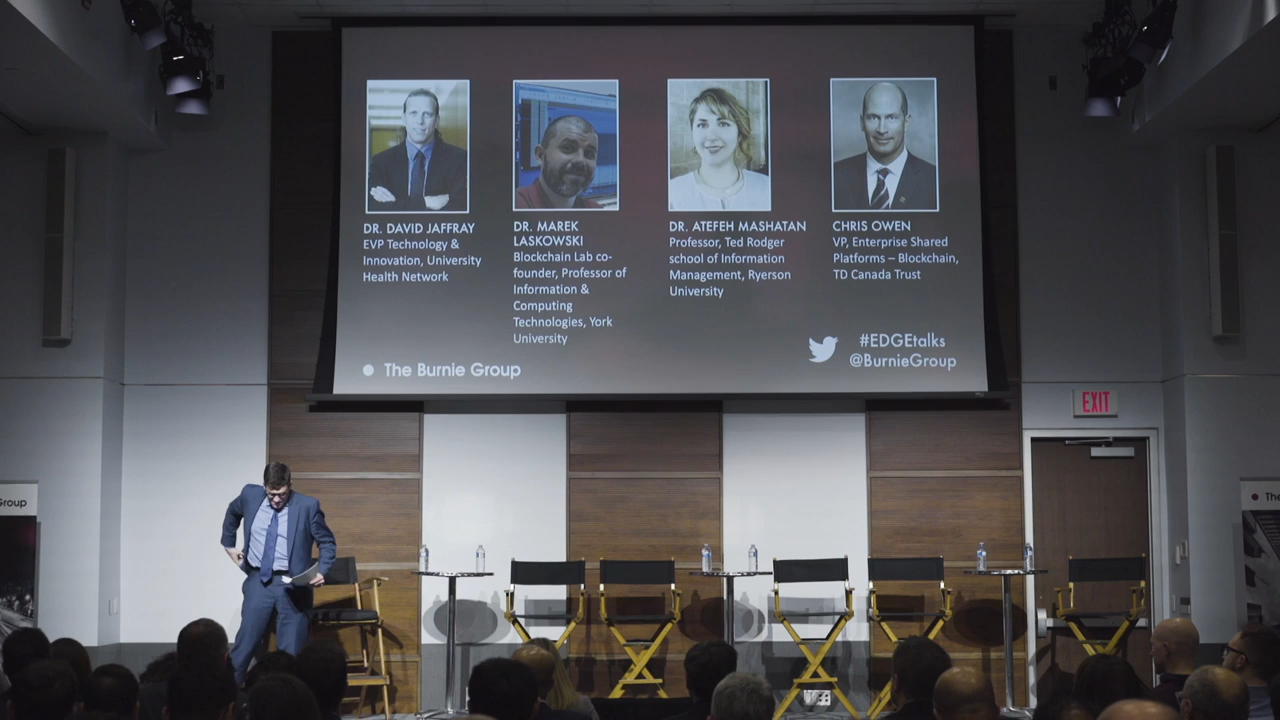 DR. DAVID JAFFRAY
EVP Technology &
Innovation, University
Health Network
DR. MAREK
LASKOWSKI
Blockchain Lab co-
founder, Professor of
Information &
Computing
Technologies, York
University
DR. ATEFEH MASHATAN
Professor, Ted Rodger
school of Information
Management, Ryerson
University
CHRIS OWEN
VP, Enterprise Shared
Platforms – Blockchain,
TD Canada Trust
The Burnie Group
#EDGEtalks
@BurnieGroup
EXIT
Group
The